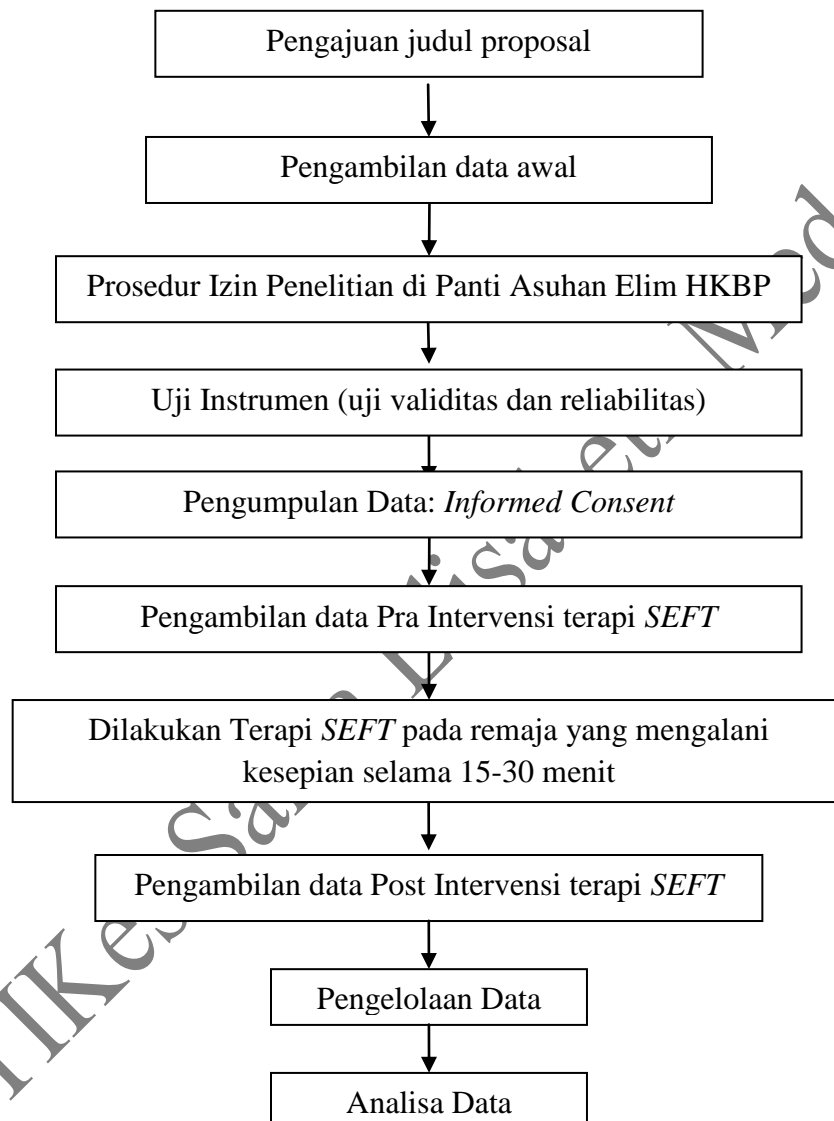 Pengajuan judul proposal
Pengambilan data awal
Prosedur Izin Penelitian di Panti Asuhan Elim HKBP
Uji Instrumen (uji validitas dan reliabilitas)
Pengumpulan Data: Informed Consent
Pengambilan data Pra Intervensi terapi SEFT
Dilakukan Terapi SEFT pada remaja yang mengalani
kesepian selama 15-30 menit
Pengambilan data Post Intervensi terapi SEFT
Pengelolaan Data
Analisa Data